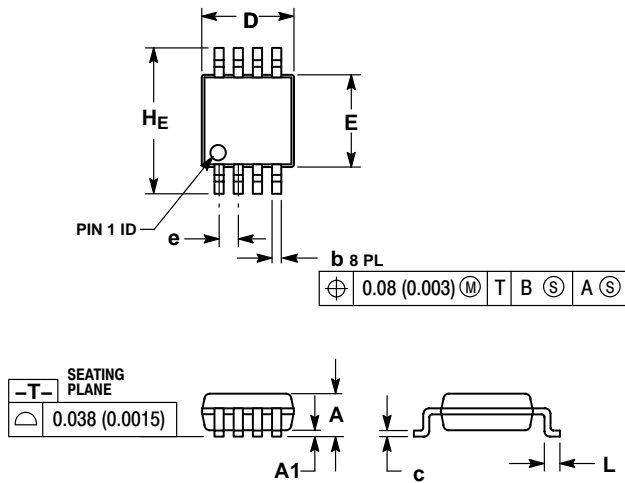 D
HE
E
PIN 1 ID
e
b 8 PL
0.08 (0.003) Ⓜ T B Ⓢ A Ⓢ
–T– SEATING PLANE
0.038 (0.0015)
A
A1
c
L